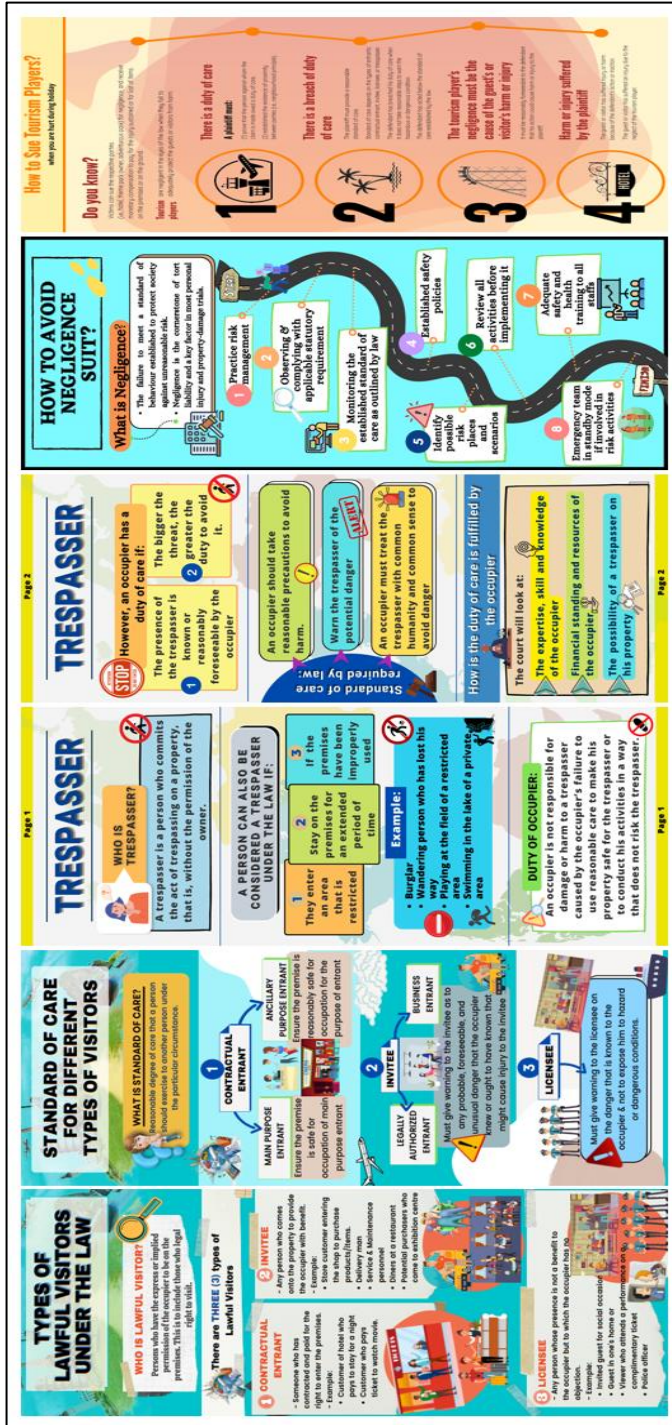 TYPES OF
LAWFUL VISITORS
UNDER THE LAW
WHO IS LAWFUL VISITOR?
Persons who have the express or implied
permission of the occupier to be on the
premises. This is to include those who legal
right to visit.
There are THREE (3) types of
Lawful Visitors
1 CONTRACTUAL
ENTRANT
- Someone who has
contracted and paid for the
right to enter the premises.
- Example:
• Customer of hotel who
pays to stay for a night
• Customer who pays
ticket to watch movie.
2 INVITEE
- Any person who comes
onto the property to provide
the occupier with benefit.
- Example:
• Store customer entering
the shop to purchase
products/items.
• Delivery man
• Service & Maintenance
personnel
• Diners at a restaurant
• Potential purchasers who
come to exhibition centre
3 LICENSEE
- Any person whose presence is not a benefit to
the occupier but to which the occupier has no
objection.
- Example:
• Invited guest for social occasion
• Guest in one's home or
• Viewer who attends a performance on a
complimentary ticket
• Police officer
STANDARD OF CARE
FOR DIFFERENT
TYPES OF VISITORS
WHAT IS STANDARD OF CARE?
Reasonable degree of care that a person
should exercise to another person under
the particular circumstance.
1
CONTRACTUAL
ENTRANT
MAIN PURPOSE
ENTRANT
Ensure the premise
is safe for
occupation of main
purpose entrant
ANCILLARY
PURPOSE ENTRANT
Ensure the premise is
reasonably safe for
occupation for the
purpose of entrant
2
INVITEE
LEGALLY
AUTHORIZED
ENTRANT
BUSINESS
ENTRANT
Must give warning to the invitee as to
any probable, foreseeable, and
unusual danger that the occupier
new or ought to have known that
might cause injury to the invitee
3
LICENSEE
Must give warning to the licensee on
the danger that is known to the
occupier & not to expose him to hazard
or dangerous conditions.
Page 1
TRESPASSER
WHO IS
TRESPASSER?
A trespasser is a person who commits
the act of trespassing on a property,
that is, without the permission of the
owner.
A PERSON CAN ALSO BE
CONSIDERED A TRESPASSER
UNDER THE LAW IF:
1
They enter
an area
that is
restricted
2
Stay on the
premises for
an extended
period of
time
3
If the
premises have
been
improperly
used
Example:
• Burglar
• Wandering person who has lost his
way
• Playing at the field of a restricted
area
• Swimming in the lake of a private
area
DUTY OF OCCUPIER:
An occupier is not responsible for
damage or harm to a trespasser
caused by the occupier's failure to
use reasonable care to make his
property safe for the trespasser or
to conduct his activities in a way
that does not risk the trespasser.
Page 1
Page 2
TRESPASSER
STOP
However, an occupier has a
duty of care if:
1
The presence of
the trespasser is
known or
reasonably
foreseeable by the
occupier
2
The bigger the
threat, the
greater the
duty to avoid
it.
Standard of care
required by law:
An occupier should take
reasonable precautions to avoid
harm.
Warn the trespasser of the
potential danger
ALERT
An occupier must treat the
trespasser with common
humanity and common sense to
avoid danger
How is the duty of care is fulfilled by
the occupier
The court will look at:
The expertise, skill and knowledge
of the occupier
Financial standing and resources of
the occupier
The possibility of a trespasser on
his property
Page 2
HOW TO AVOID
NEGLIGENCE
SUIT?
What is Negligence?
• The failure to meet a standard of
behaviour established to protect society
against unreasonable risk.
• Negligence is the cornerstone of tort
liability and a key factor in most personal
injury and property-damage trials.
START
1 Practice risk
management
2 Observing &
complying with
applicable statutory
requirement
3 Monitoring the
established standard of
care as outlined by law
4 Established safety
policies
5 Identify
possible
risk
places
and
scenarios
6 Review all
activities before
implementing it
7 Adequate
safety and
health
training to all
staffs
8 Emergency team
in standby mode
if involved in
risk activities
FINISH
How to Sue Tourism Players?
when you are hurt during holiday
Do you know?
1
There is a duty of care
A plaintiff must:
2
There is a breach of duty
of care
3
The tourism player's
negligence must be the
cause of the guest's or
visitor's harm or injury
4
HOTEL
Harm or injury suffered
by the plaintiff